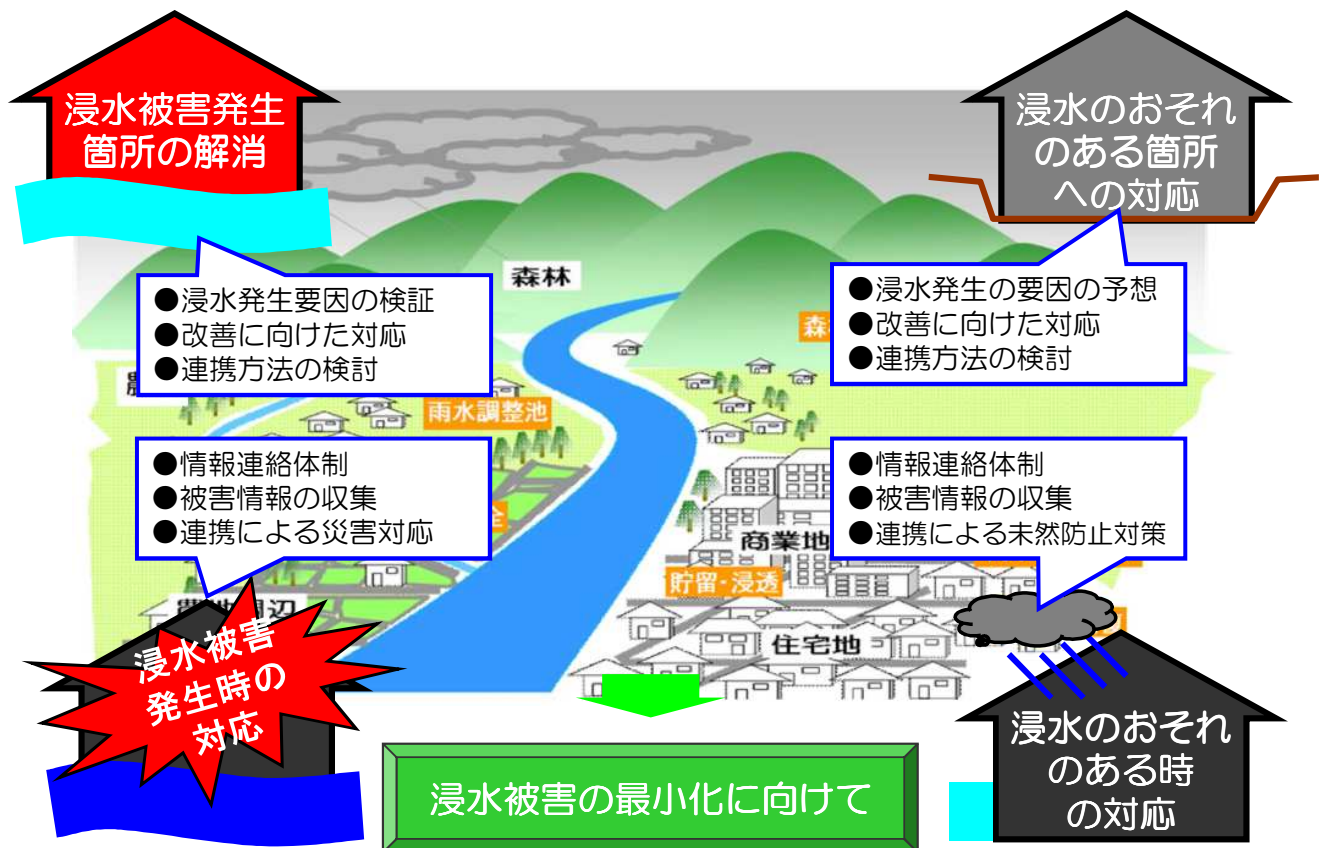 浸水被害発生
箇所の解消
浸水のおそれ
のある箇所
への対応
●浸水発生要因の検証
●改善に向けた対応
●連携方法の検討
森林
●浸水発生の要因の予想
●改善に向けた対応
●連携方法の検討
森
雨水調整池
●情報連絡体制
●被害情報の収集
●連携による災害対応
全
●情報連絡体制
●被害情報の収集
●連携による未然防止対策
商業地
貯留・浸透
住宅地
周辺
浸水被害
発生時の
対応
浸水のおそれ
のある時
の対応
浸水被害の最小化に向けて